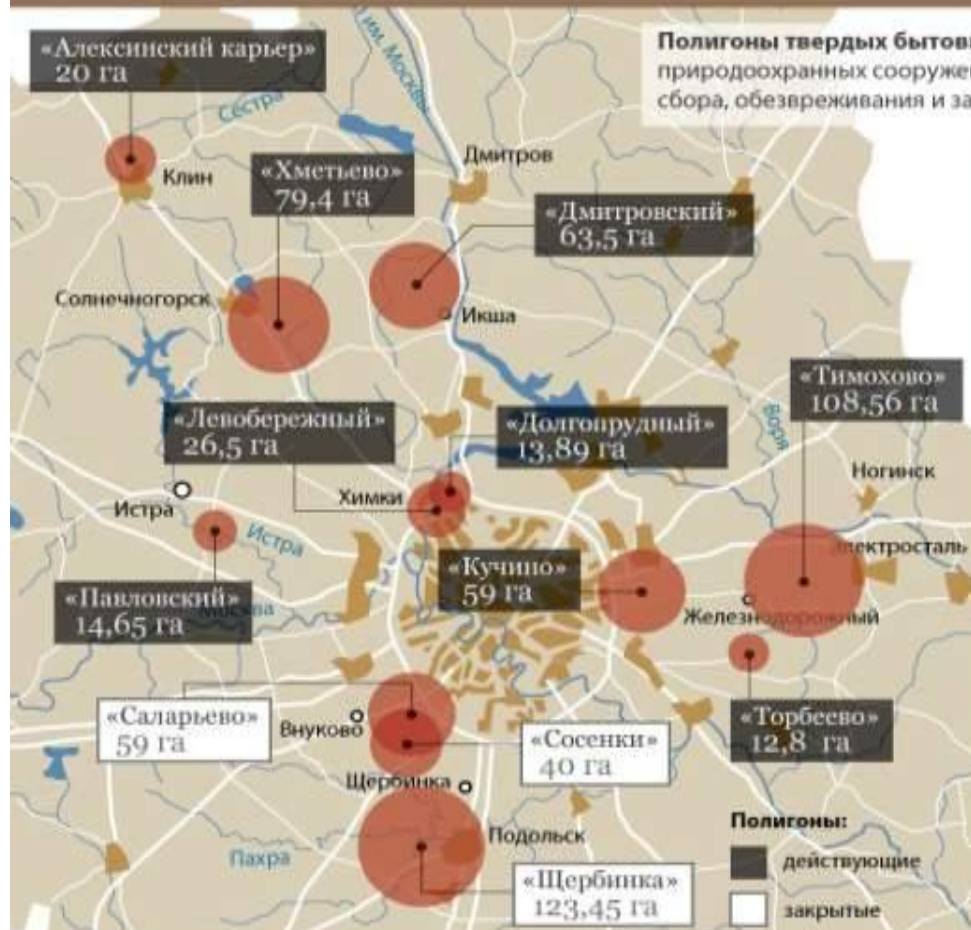 «Алексинский карьер»
20 га
Полигоны твердых
природоохранных
сбора, обезвреживания и
им. Москвы
Сестра
Дмитров
Клин
«Хметьево»
79,4 га
«Дмитровский»
63,5 га
Солнечногорск
Икша
«Тимохово»
108,56 га
«Левобережный»
26,5 га
«Долгопрудный»
13,89 га
Воря
Ногинск
Химки
Истра
Истра
лектросталь
«Кучино»
59 га
«Павловский»
14,65 га
Москва
Железнодорожный
«Саларьево»
59 га
Внуково
«Сосенки»
40 га
«Торбеево»
12,8 га
Щербинка
Подольск
Пахра
«Щербинка»
123,45 га
Полигоны:
действующие
закрытые